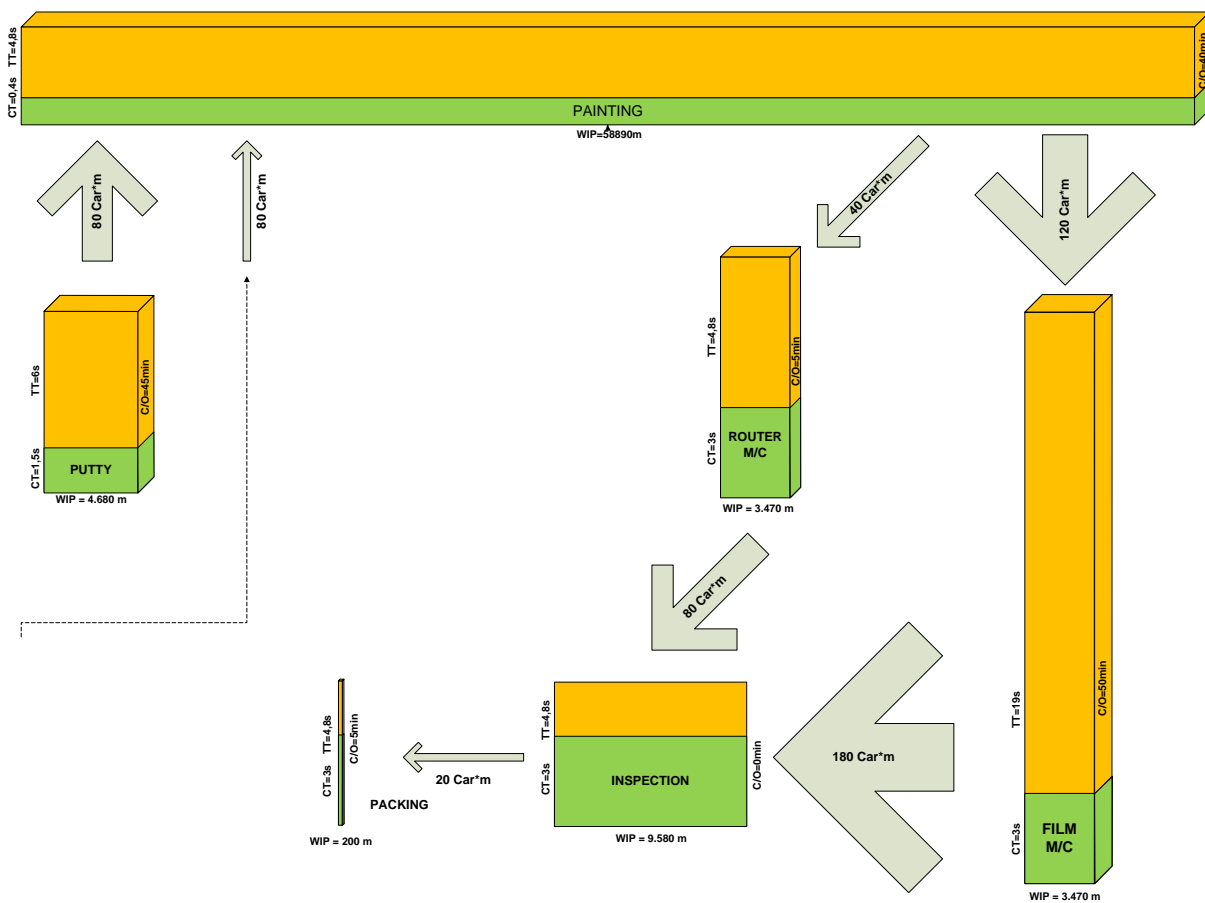 TT=4,8s
CT=0,4s
C/O=40min
PAINTING
WIP=58890m
80 Car*m
80 Car*m
40 Car*m
120 Car*m
TT=6s
CT=1,5s
C/O=45min
PUTTY
WIP = 4.680 m
TT=4,8s
CT=3s
C/O=5min
ROUTER
M/C
WIP = 3.470 m
80 Car*m
TT=19s
CT=3s
C/O=50min
FILM
M/C
WIP = 3.470 m
180 Car*m
TT=4,8s
CT=3s
C/O=0min
INSPECTION
WIP = 9.580 m
20 Car*m
TT=4,8s
CT=3s
C/O=5min
PACKING
WIP = 200 m